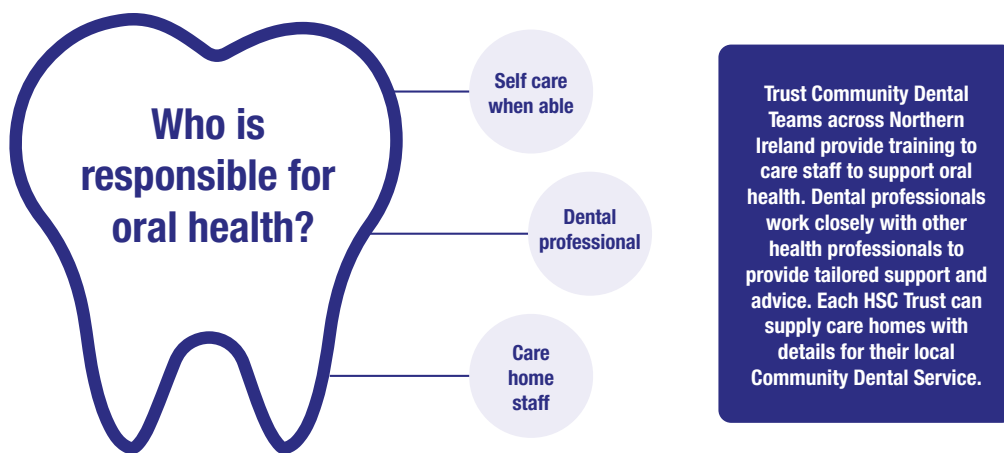 Who is
responsible for
oral health?
Self care
when able
Dental
professional
Care
home
staff
Trust Community Dental
Teams across Northern
Ireland provide training to
care staff to support oral
health. Dental professionals
work closely with other
health professionals to
provide tailored support and
advice. Each HSC Trust can
supply care homes with
details for their local
Community Dental Service.